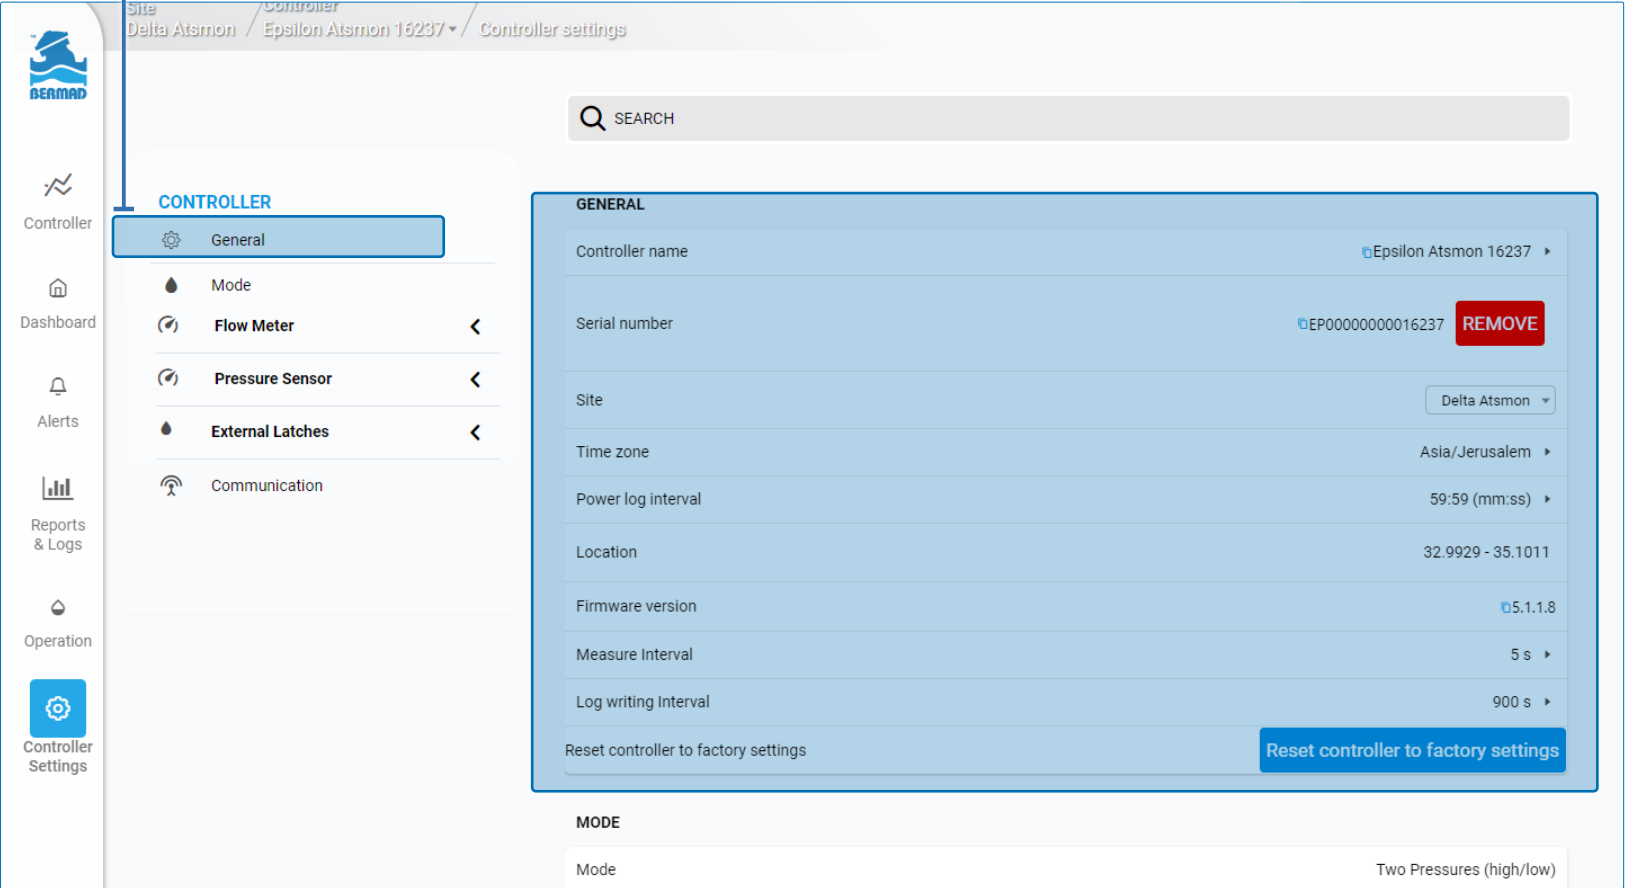 Site
Controller
Delta Atsmon / Epsilon Atsmon 16237 / Controller settings
™
BERMAD
SEARCH
Controller
Dashboard
Alerts
Reports
& Logs
Operation
Controller
Settings
CONTROLLER
General
Mode
Flow Meter
Pressure Sensor
External Latches
Communication
GENERAL
Controller name Epsilon Atsmon 16237
Serial number EP00000000016237 REMOVE
Site Delta Atsmon
Time zone Asia/Jerusalem
Power log interval 59:59 (mm:ss)
Location 32.9929 - 35.1011
Firmware version 5.1.1.8
Measure Interval 5 s
Log writing Interval 900 s
Reset controller to factory settings Reset controller to factory settings
MODE
Mode Two Pressures (high/low)